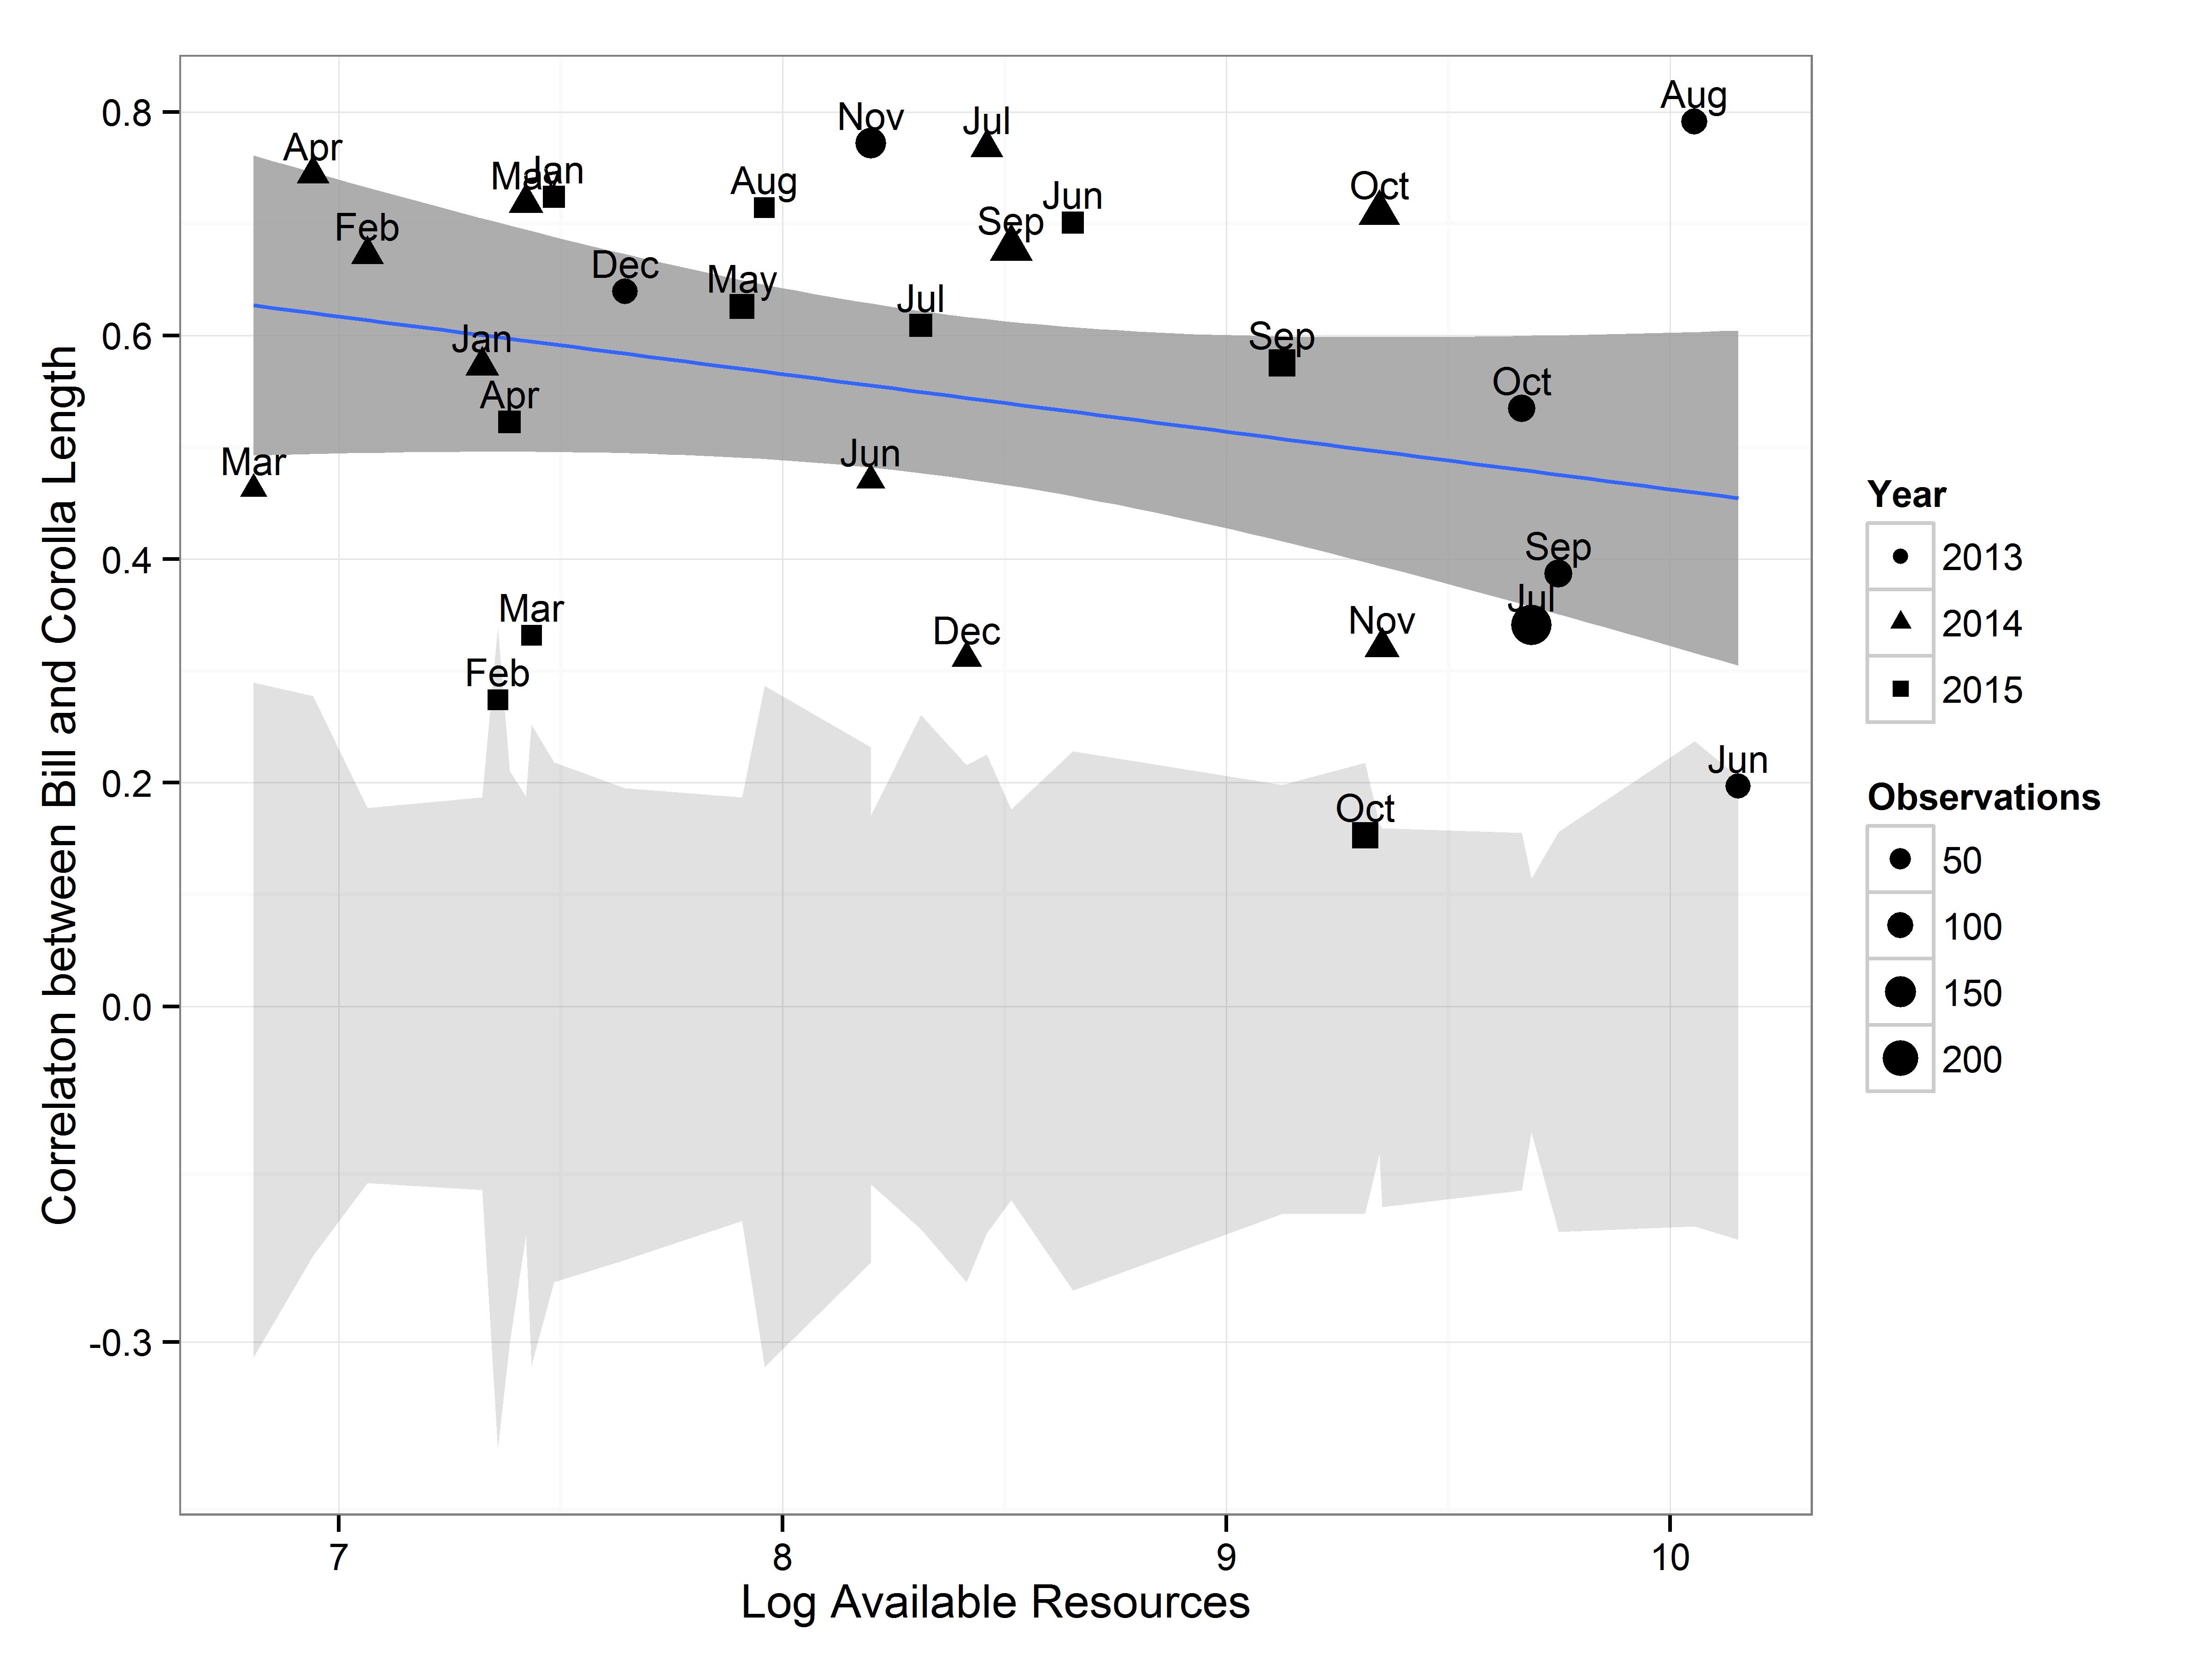 0.8
0.6
0.4
0.2
0.0
-0.3
Correlaton between Bill and Corolla Length
Aug
Nov
Jul
Apr
May
Jan
Aug
Oct
Jun
Feb
Sep
Dec
May
Jul
Jan
Sep
Oct
Apr
Mar
Jun
Sep
Jul
Mar
Dec
Nov
Feb
Jun
Oct
7
8
9
10
Log Available Resources
Year
2013
2014
2015
Observations
50
100
150
200